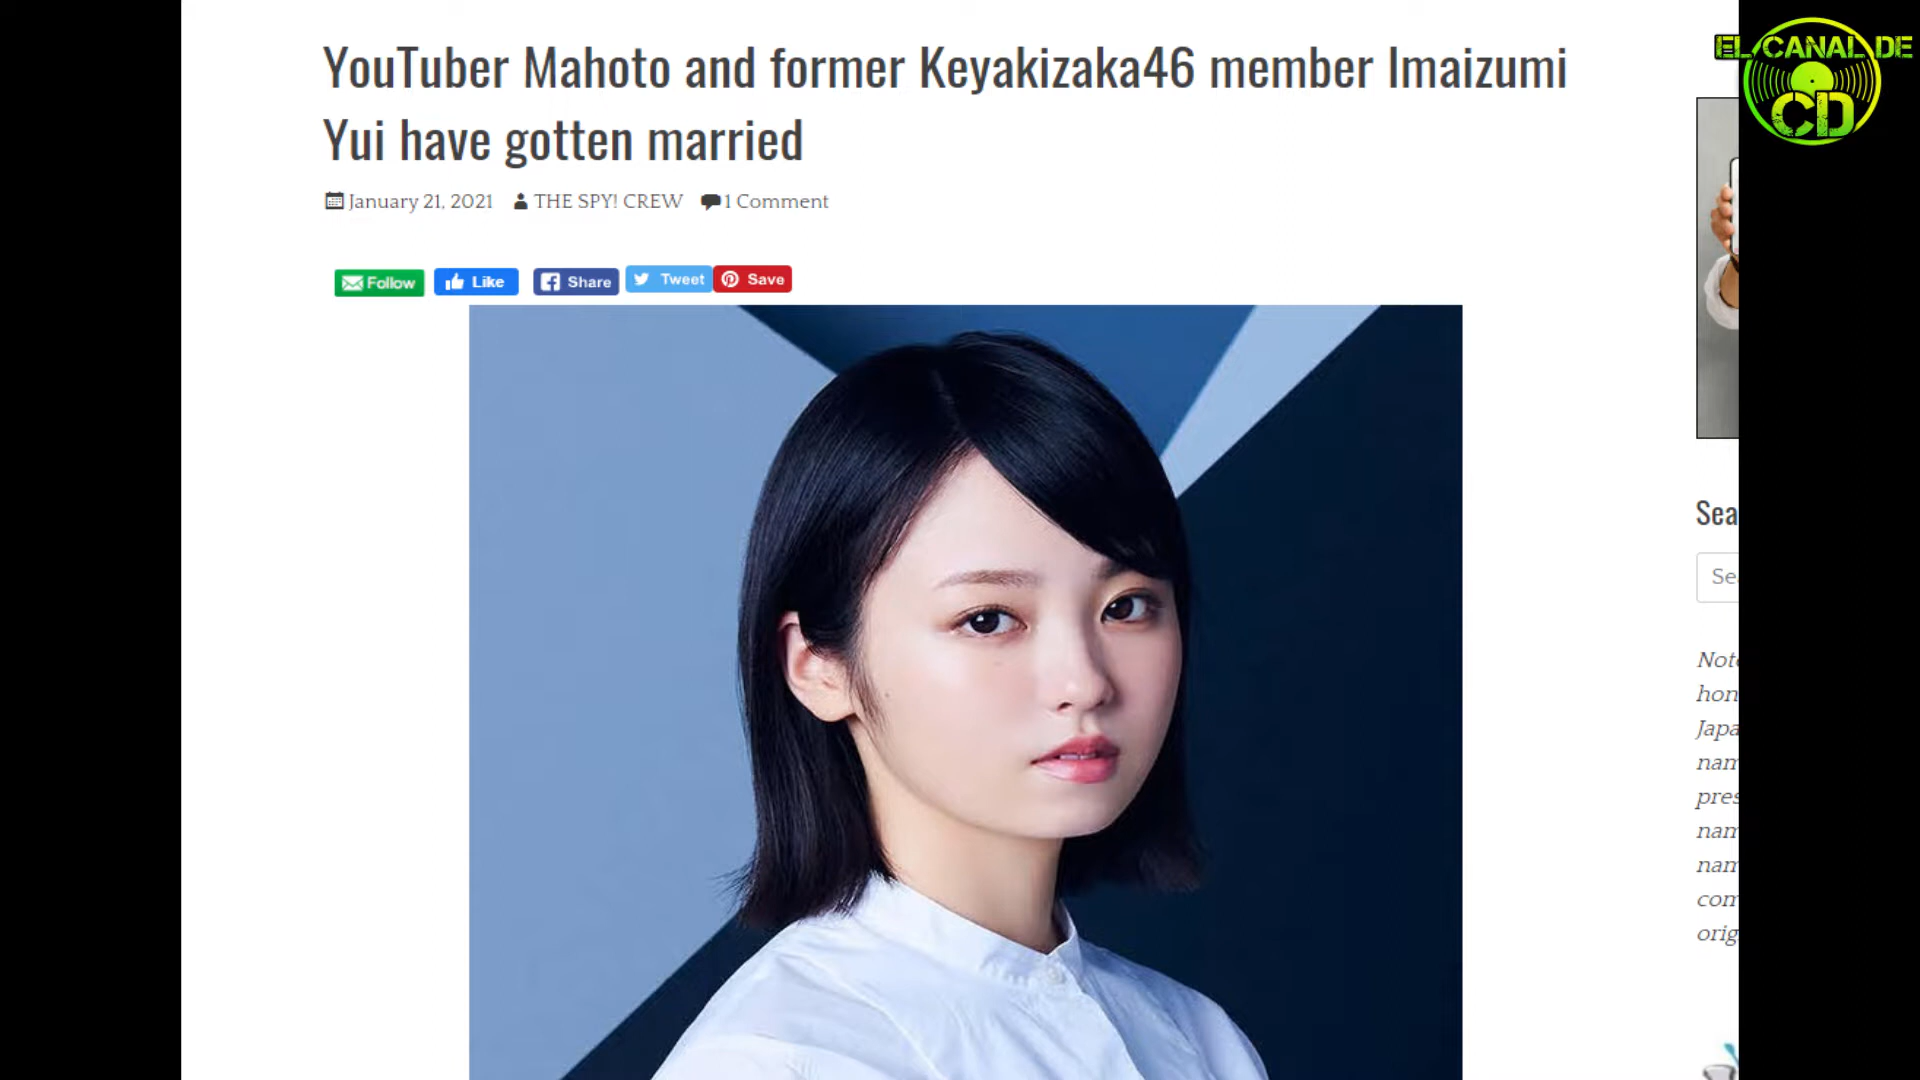 YouTuber Mahoto and former Keyakizaka46 member Imaizumi
Yui have gotten married
January 21, 2021 THE SPY! CREW 1 Comment
Follow Like Share Tweet Save
EL CANAL DE
CD